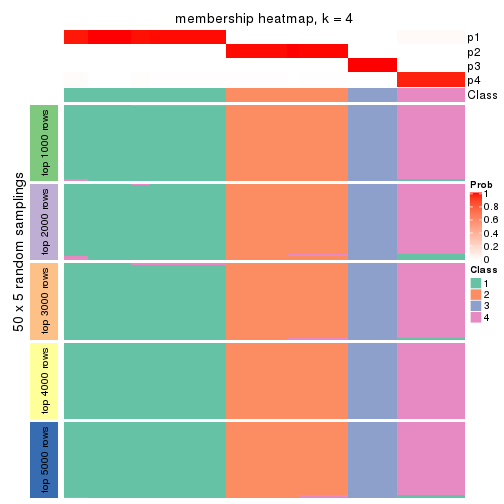 membership heatmap, k = 4
p1
p2
p3
p4
Class
50 x 5 random samplings
top 1000 rows
top 2000 rows
top 3000 rows
top 4000 rows
top 5000 rows
Prob
1
0.8
0.6
0.4
0.2
0
Class
1
2
3
4